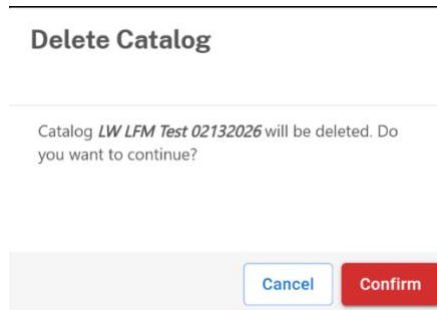 Delete Catalog
Catalog LW LFM Test 02132026 will be deleted. Do
you want to continue?
Cancel
Confirm